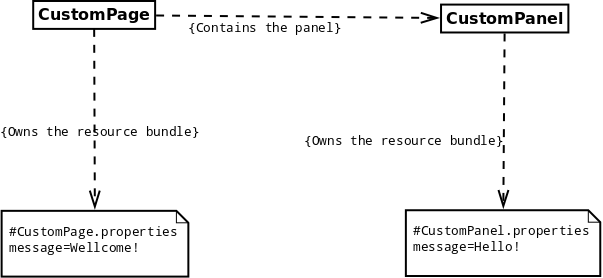 CustomPage
CustomPanel
{Contains the panel}
{Owns the resource bundle}
{Owns the resource bundle}
#CustomPage.properties
message=Wellcome!
#CustomPanel.properties
message=Hello!